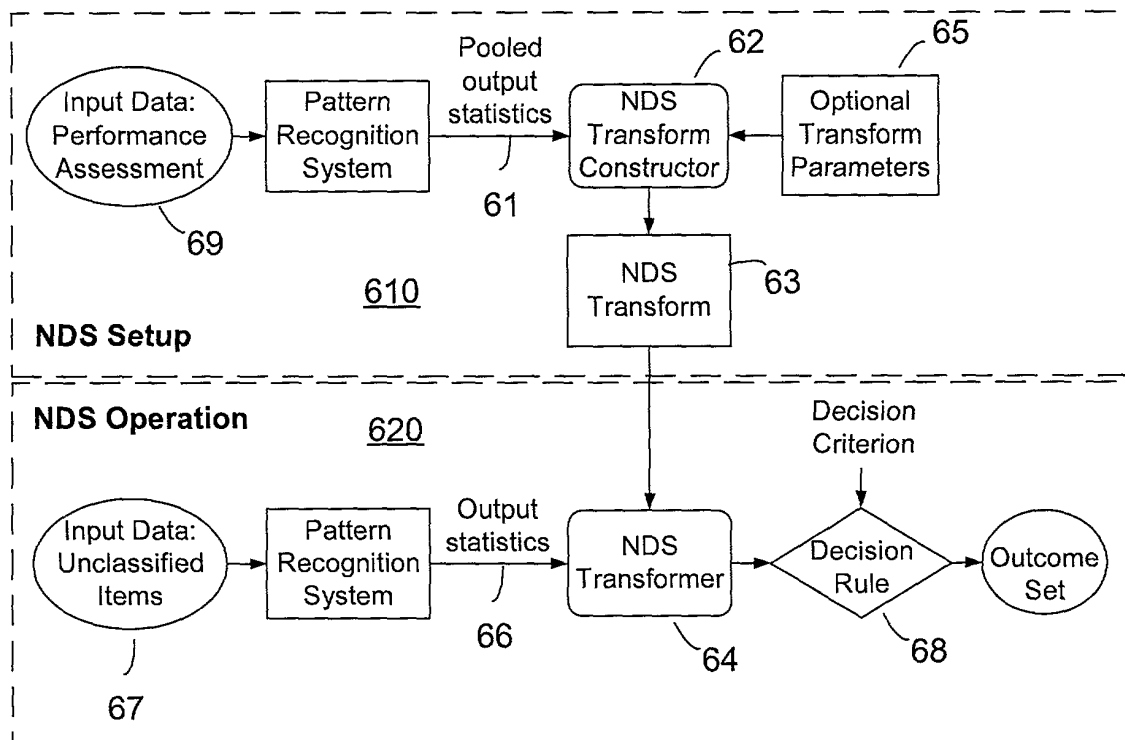 62
65
Pooled
output
statistics
Input Data:
Performance
Assessment
Pattern
Recognition
System
NDS
Transform
Constructor
Optional
Transform
Parameters
61
69
63
NDS
Transform
610
NDS Setup
NDS Operation
620
Decision
Criterion
Input Data:
Unclassified
Items
Pattern
Recognition
System
Output
statistics
NDS
Transformer
Decision
Rule
Outcome
Set
66
64
68
67